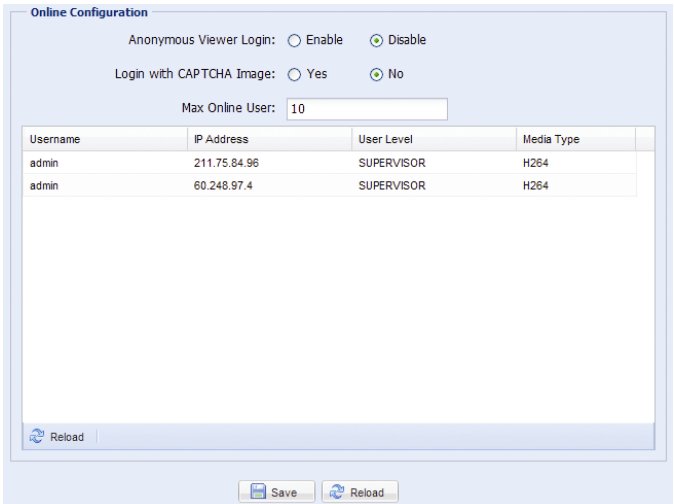 Online Configuration
Anonymous Viewer Login: Enable Disable
Login with CAPTCHA Image: Yes No
Max Online User: 10
Username IP Address User Level Media Type
admin 211.75.84.96 SUPERVISOR H264
admin 60.248.97.4 SUPERVISOR H264
Reload
Save Reload